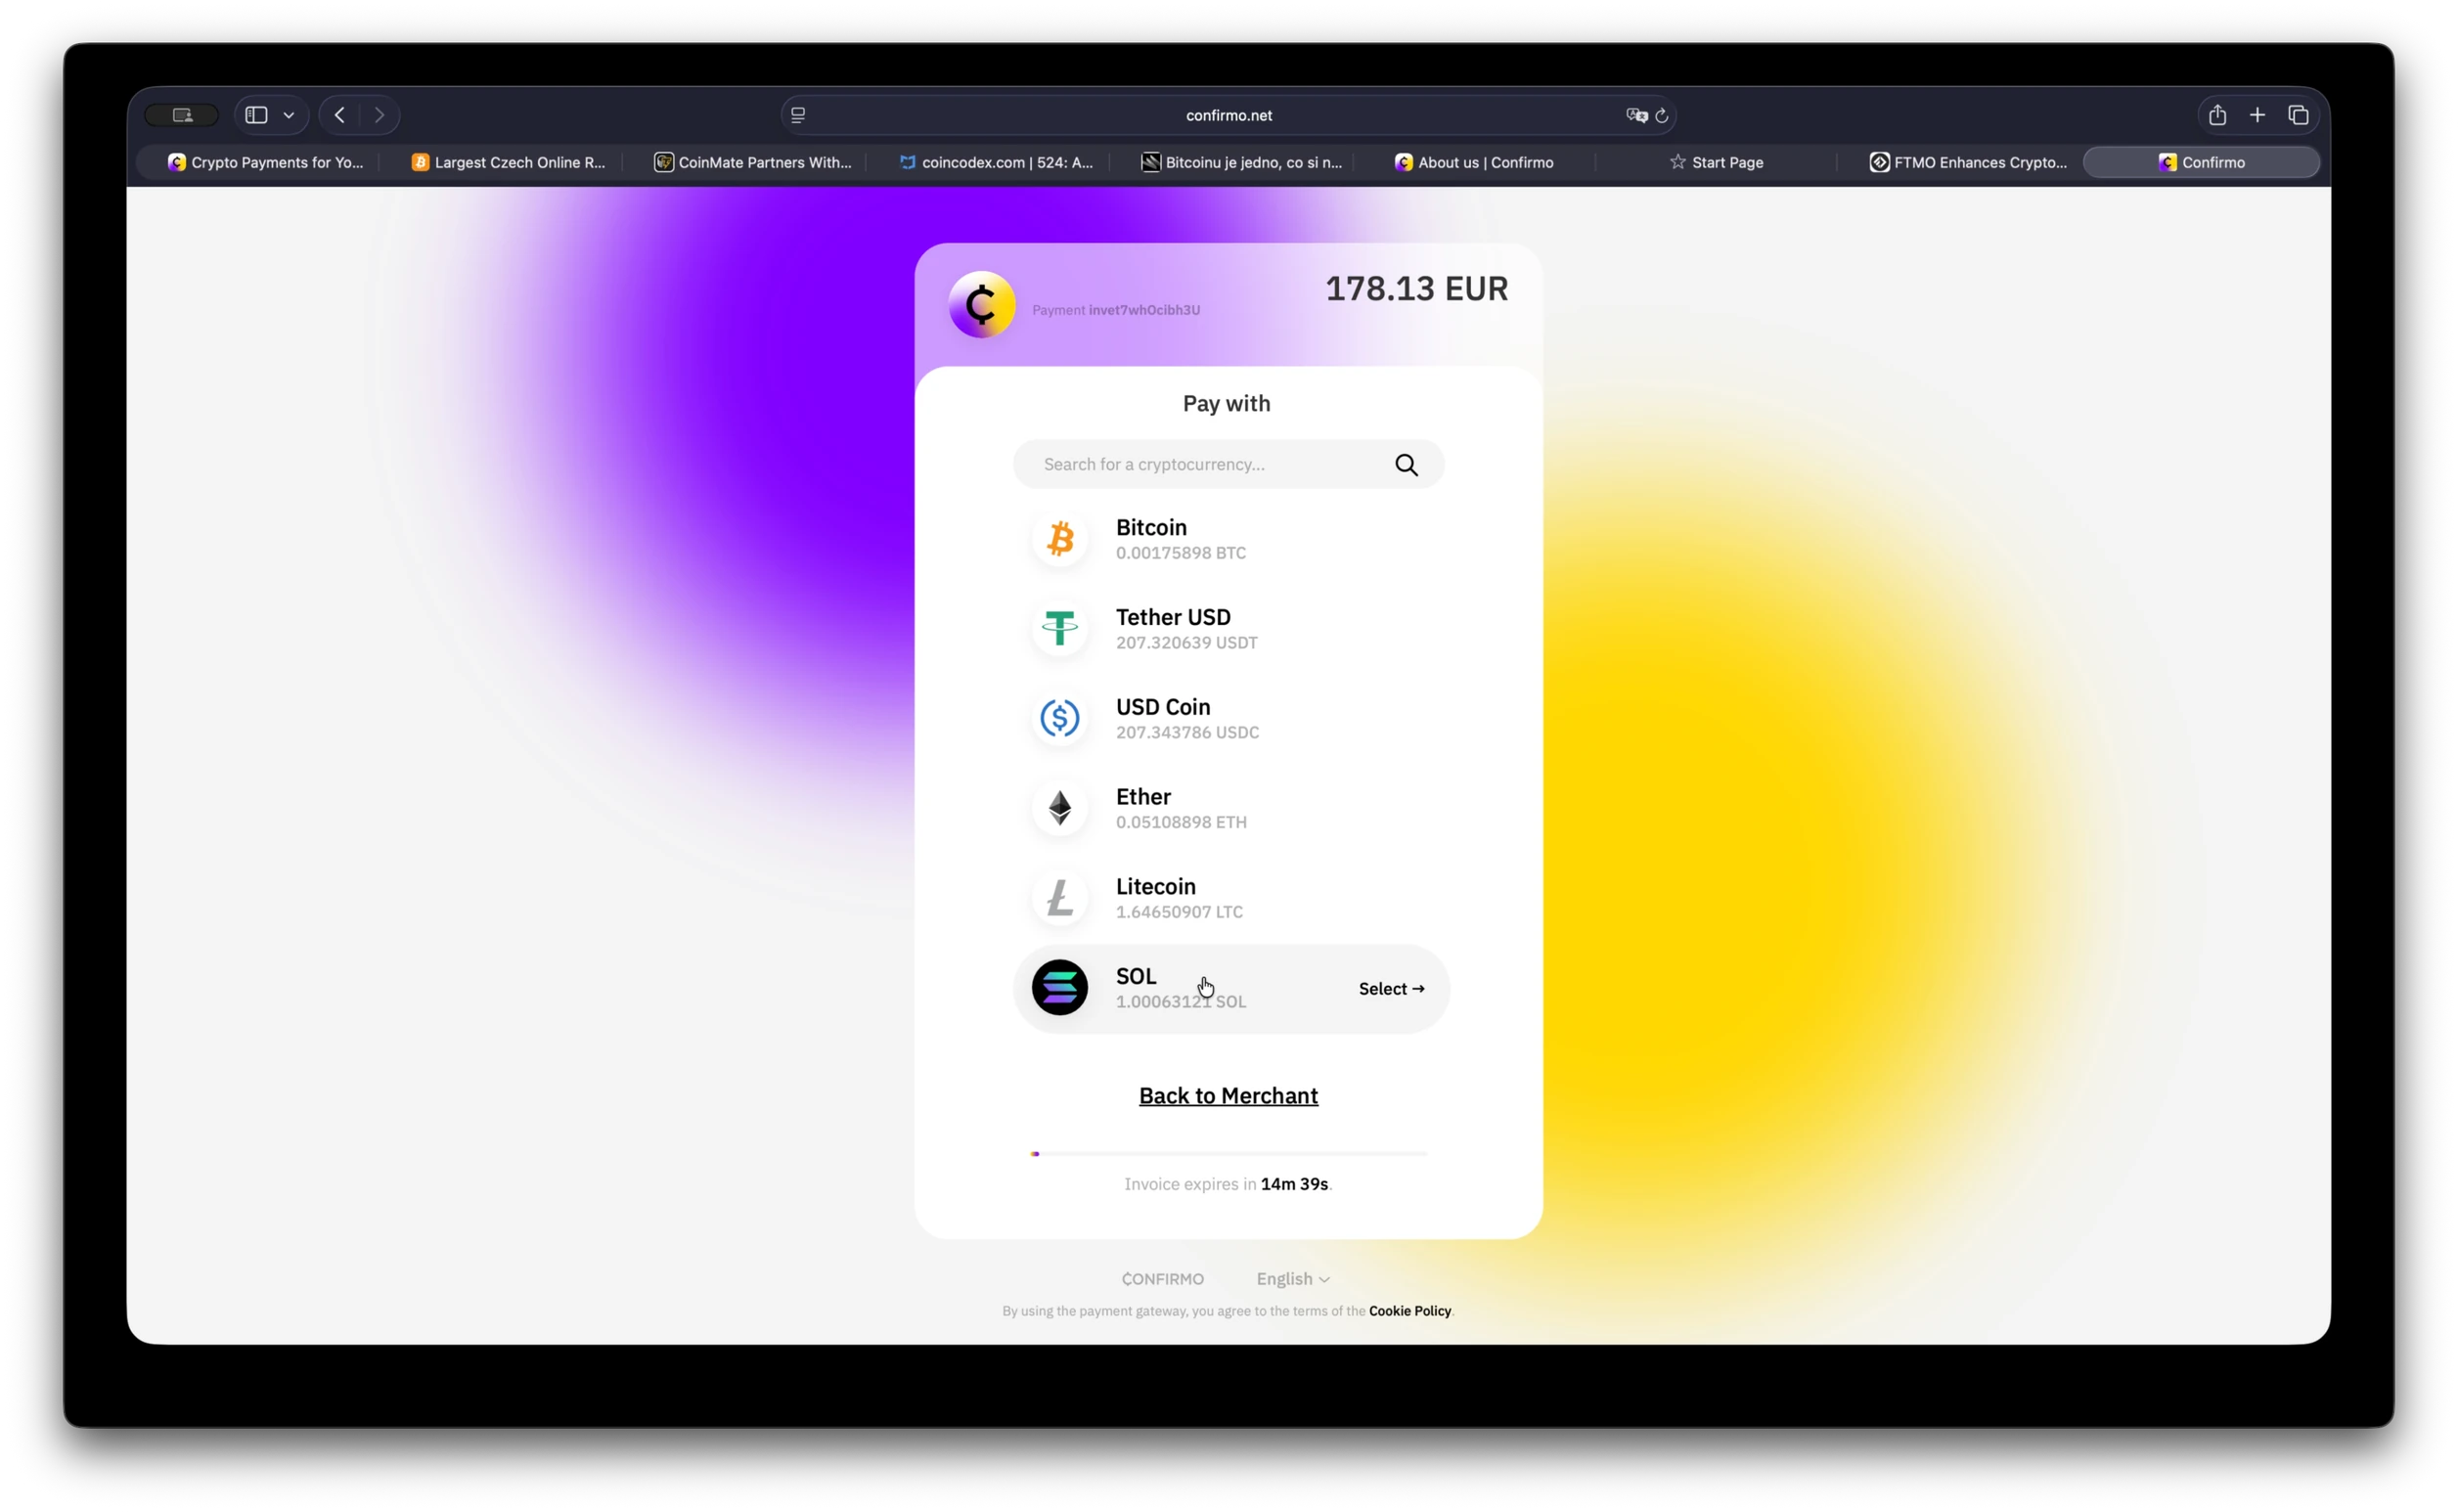 confirmo.net
Crypto Payments for Yo...
Largest Czech Online R...
CoinMate Partners With...
coincodex.com | 524: A...
Bitcoinu je jedno, co si n...
About us | Confirmo
Start Page
FTMO Enhances Crypto...
Confirmo
178.13 EUR
Payment invet7whOcibh3U
Pay with
Search for a cryptocurrency...
Bitcoin
0.00175898 BTC
Tether USD
207.320639 USDT
USD Coin
207.343786 USDC
Ether
0.05108898 ETH
Litecoin
1.64650907 LTC
SOL
1.00063121 SOL
Select →
Back to Merchant
Invoice expires in 14m 39s.
₵ONFIRMO
English
By using the payment gateway, you agree to the terms of the Cookie Policy.